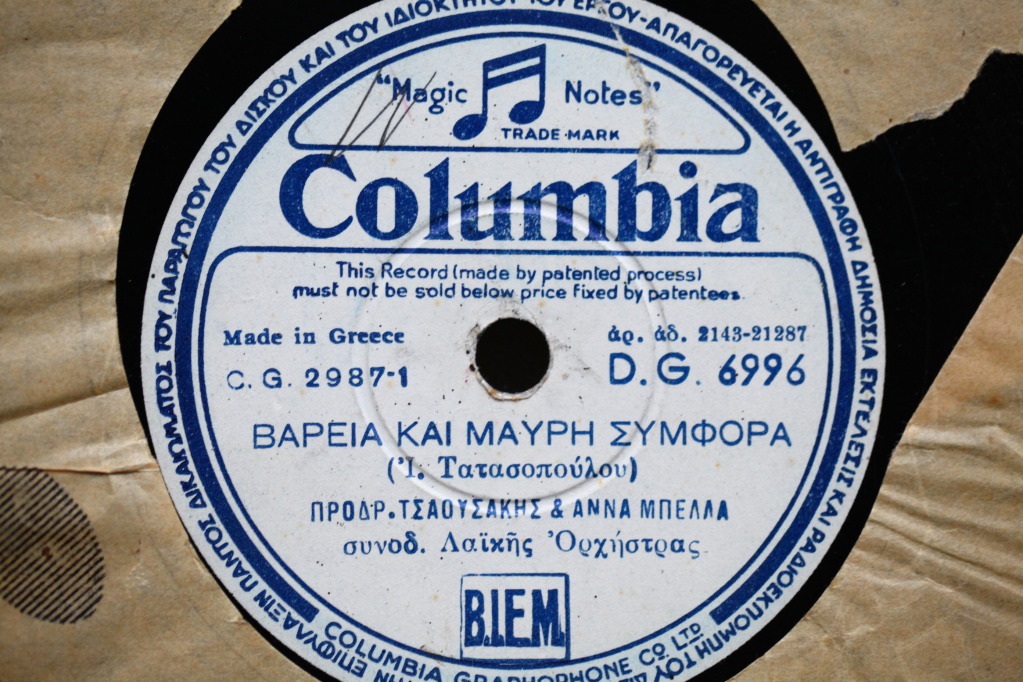 ΔΙΚΑΙΩΜΑΤΟΣ ΤΟΥ ΠΑΡΑΓΩΓΟΥ ΤΟΥ ΔΙΣΚΟΥ ΚΑΙ ΤΟΥ ΙΔΙΟΚΤΗΤΟΥ ΤΟΥ ΕΡΓΟΥ-ΑΠΑΓΟΡΕΥΕΤΑΙ Η ΑΝΤΙΓΡΑΦΗ ΔΗΜΟΣΙΑ ΕΚΤΕΛΕΣΙΣ ΚΑΙ ΡΑΔΙΟΕΚΠΟΜΠΗ ΤΟΥ
"Magic Notes"
TRADE-MARK
Columbia
This Record (made by patented process)
must not be sold below price fixed by patentees.
Made in Greece ἀρ. ἀδ. 2143-21287
C.G. 2987-1 D.G. 6996
ΒΑΡΕΙΑ ΚΑΙ ΜΑΥΡΗ ΣΥΜΦΟΡΑ
(Ἰ. Τατασοπούλου)
ΠΡΟΔΡ. ΤΣΑΟΥΣΑΚΗΣ & ΑΝΝΑ ΜΠΕΛΛΑ
συνοδ. Λαϊκῆς Ὀρχήστρας
B.I.E.M.
COLUMBIA GRAPHOPHONE CO LTD
ΕΠΙΦΥΛΑΞΙΝ ΠΑΝΤΟΣ